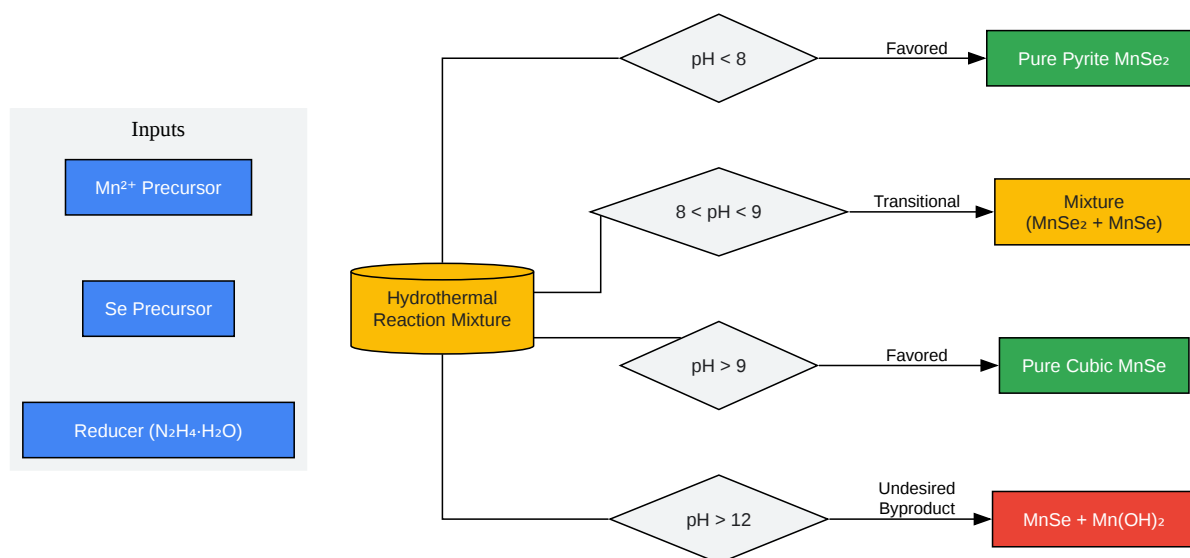 Inputs
Mn²⁺ Precursor
Se Precursor
Reducer (N₂H₄·H₂O)
Hydrothermal
Reaction Mixture
pH < 8
Favored
Pure Pyrite MnSe₂
8 < pH < 9
Transitional
Mixture
(MnSe₂ + MnSe)
pH > 9
Favored
Pure Cubic MnSe
pH > 12
Undesired
Byproduct
MnSe + Mn(OH)₂